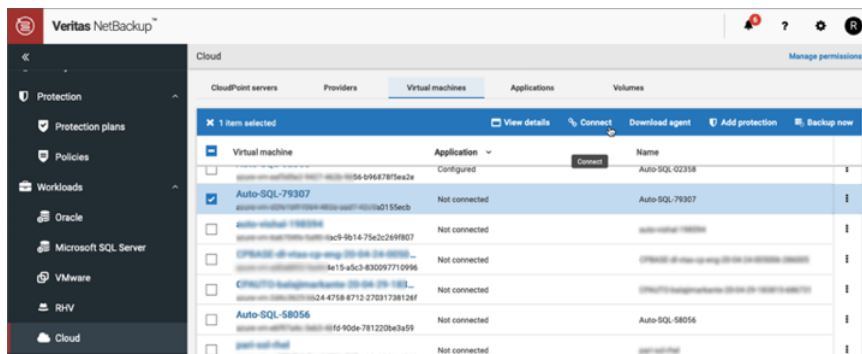 Veritas NetBackup™
6
?
R
«
Cloud
Manage permissions
Protection
CloudPoint servers Providers Virtual machines Applications Volumes
Protection plans
1 item selected View details Connect Download agent Add protection Backup now
Policies
Virtual machine Application Name
Connect
Workloads
56-b96878f5ea2e Configured Auto-SQL-02358
Oracle
Auto-SQL-79307 Not connected Auto-SQL-79307
a0155ecb
Microsoft SQL Server
Not connected
ac9-9b14-75e2c269f807
VMware
Not connected
4e15-a5c3-830097710996
RHV
Not connected
624-4758-8712-27031738126f
Cloud
Auto-SQL-58056 Not connected Auto-SQL-58056
fd-90de-781220be3a59
Not connected